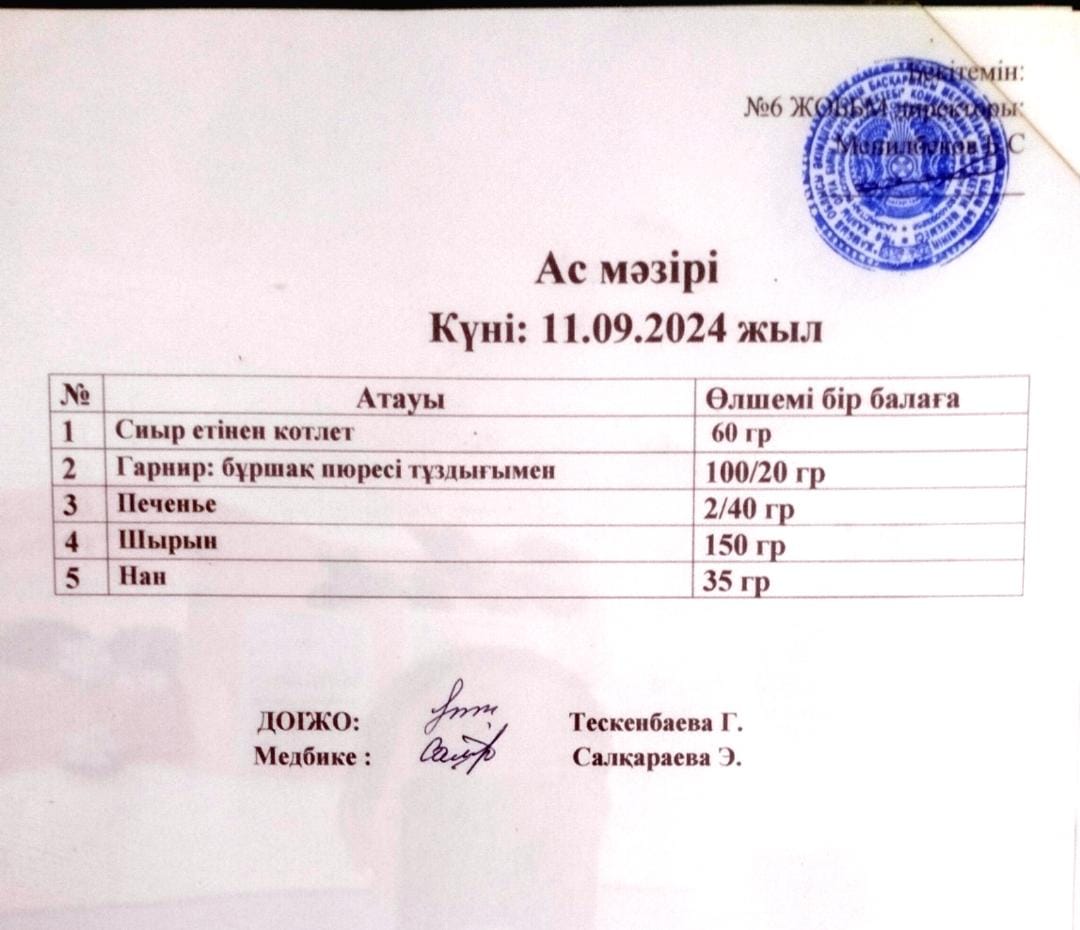 Бекітемін:
№6 ЖОББМ директоры:
Ас мәзірі
Күні: 11.09.2024 жыл
№ Атауы Өлшемі бір балаға
1 Сиыр етінен котлет 60 гр
2 Гарнир: бұршақ пюресі тұздығымен 100/20 гр
3 Печенье 2/40 гр
4 Шырын 150 гр
5 Нан 35 гр
ДОІЖО: Тескенбаева Г.
Медбике : Салқараева Э.